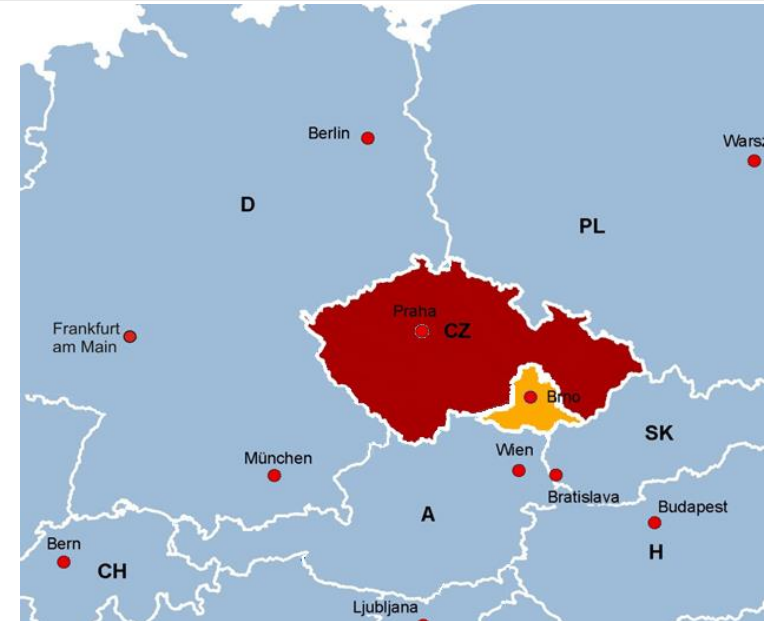 Berlin
Warsz
D
PL
Praha
CZ
Frankfurt
am Main
Brno
SK
Wien
München
Bratislava
Budapest
A
H
Bern
CH
Ljubljana